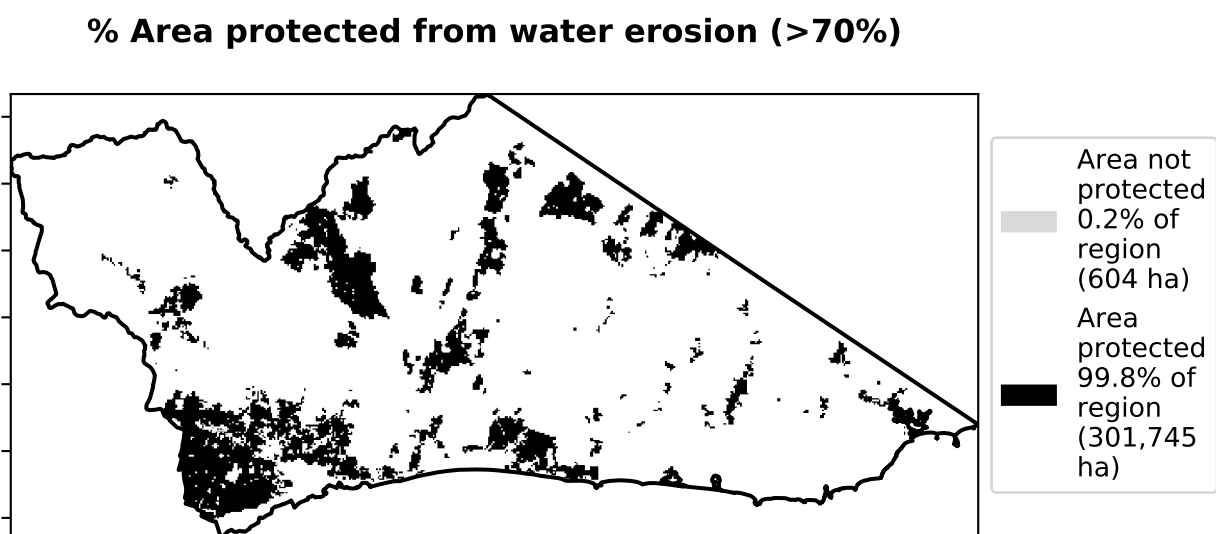 % Area protected from water erosion (>70%)
Area not
protected
0.2% of
region
(604 ha)
Area
protected
99.8% of
region
(301,745
ha)